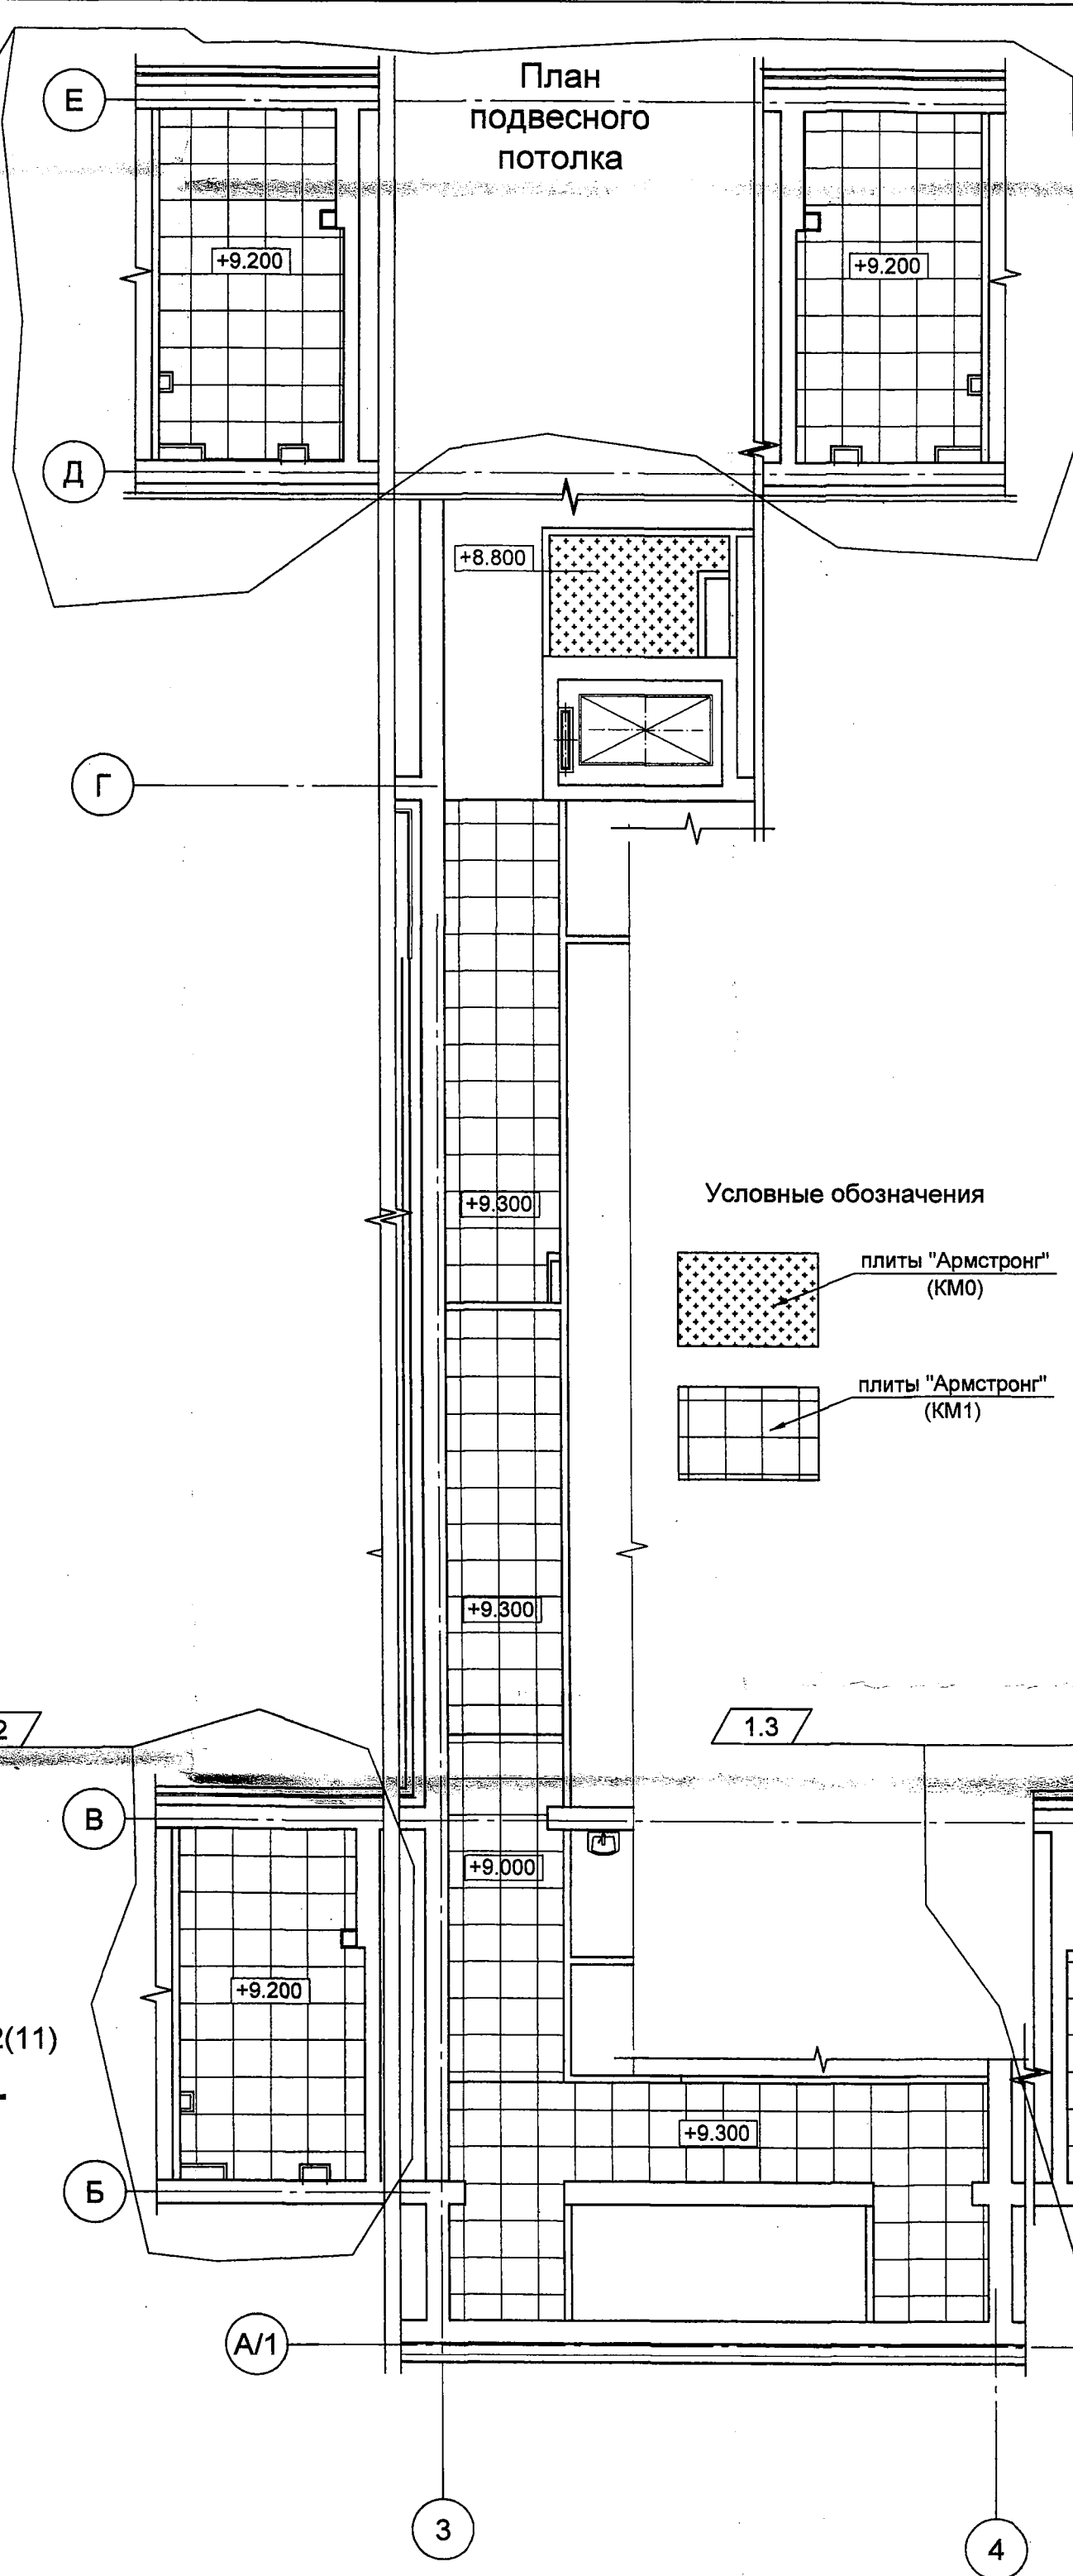 План
подвесного
потолка
Е
+9.200
+9.200
Д
+8.800
Г
+9.300
Условные обозначения
плиты "Армстронг"
(КМ0)
плиты "Армстронг"
(КМ1)
+9.300
2
1.3
В
+9.000
+9.200
2(11)
+9.300
Б
А/1
3
4